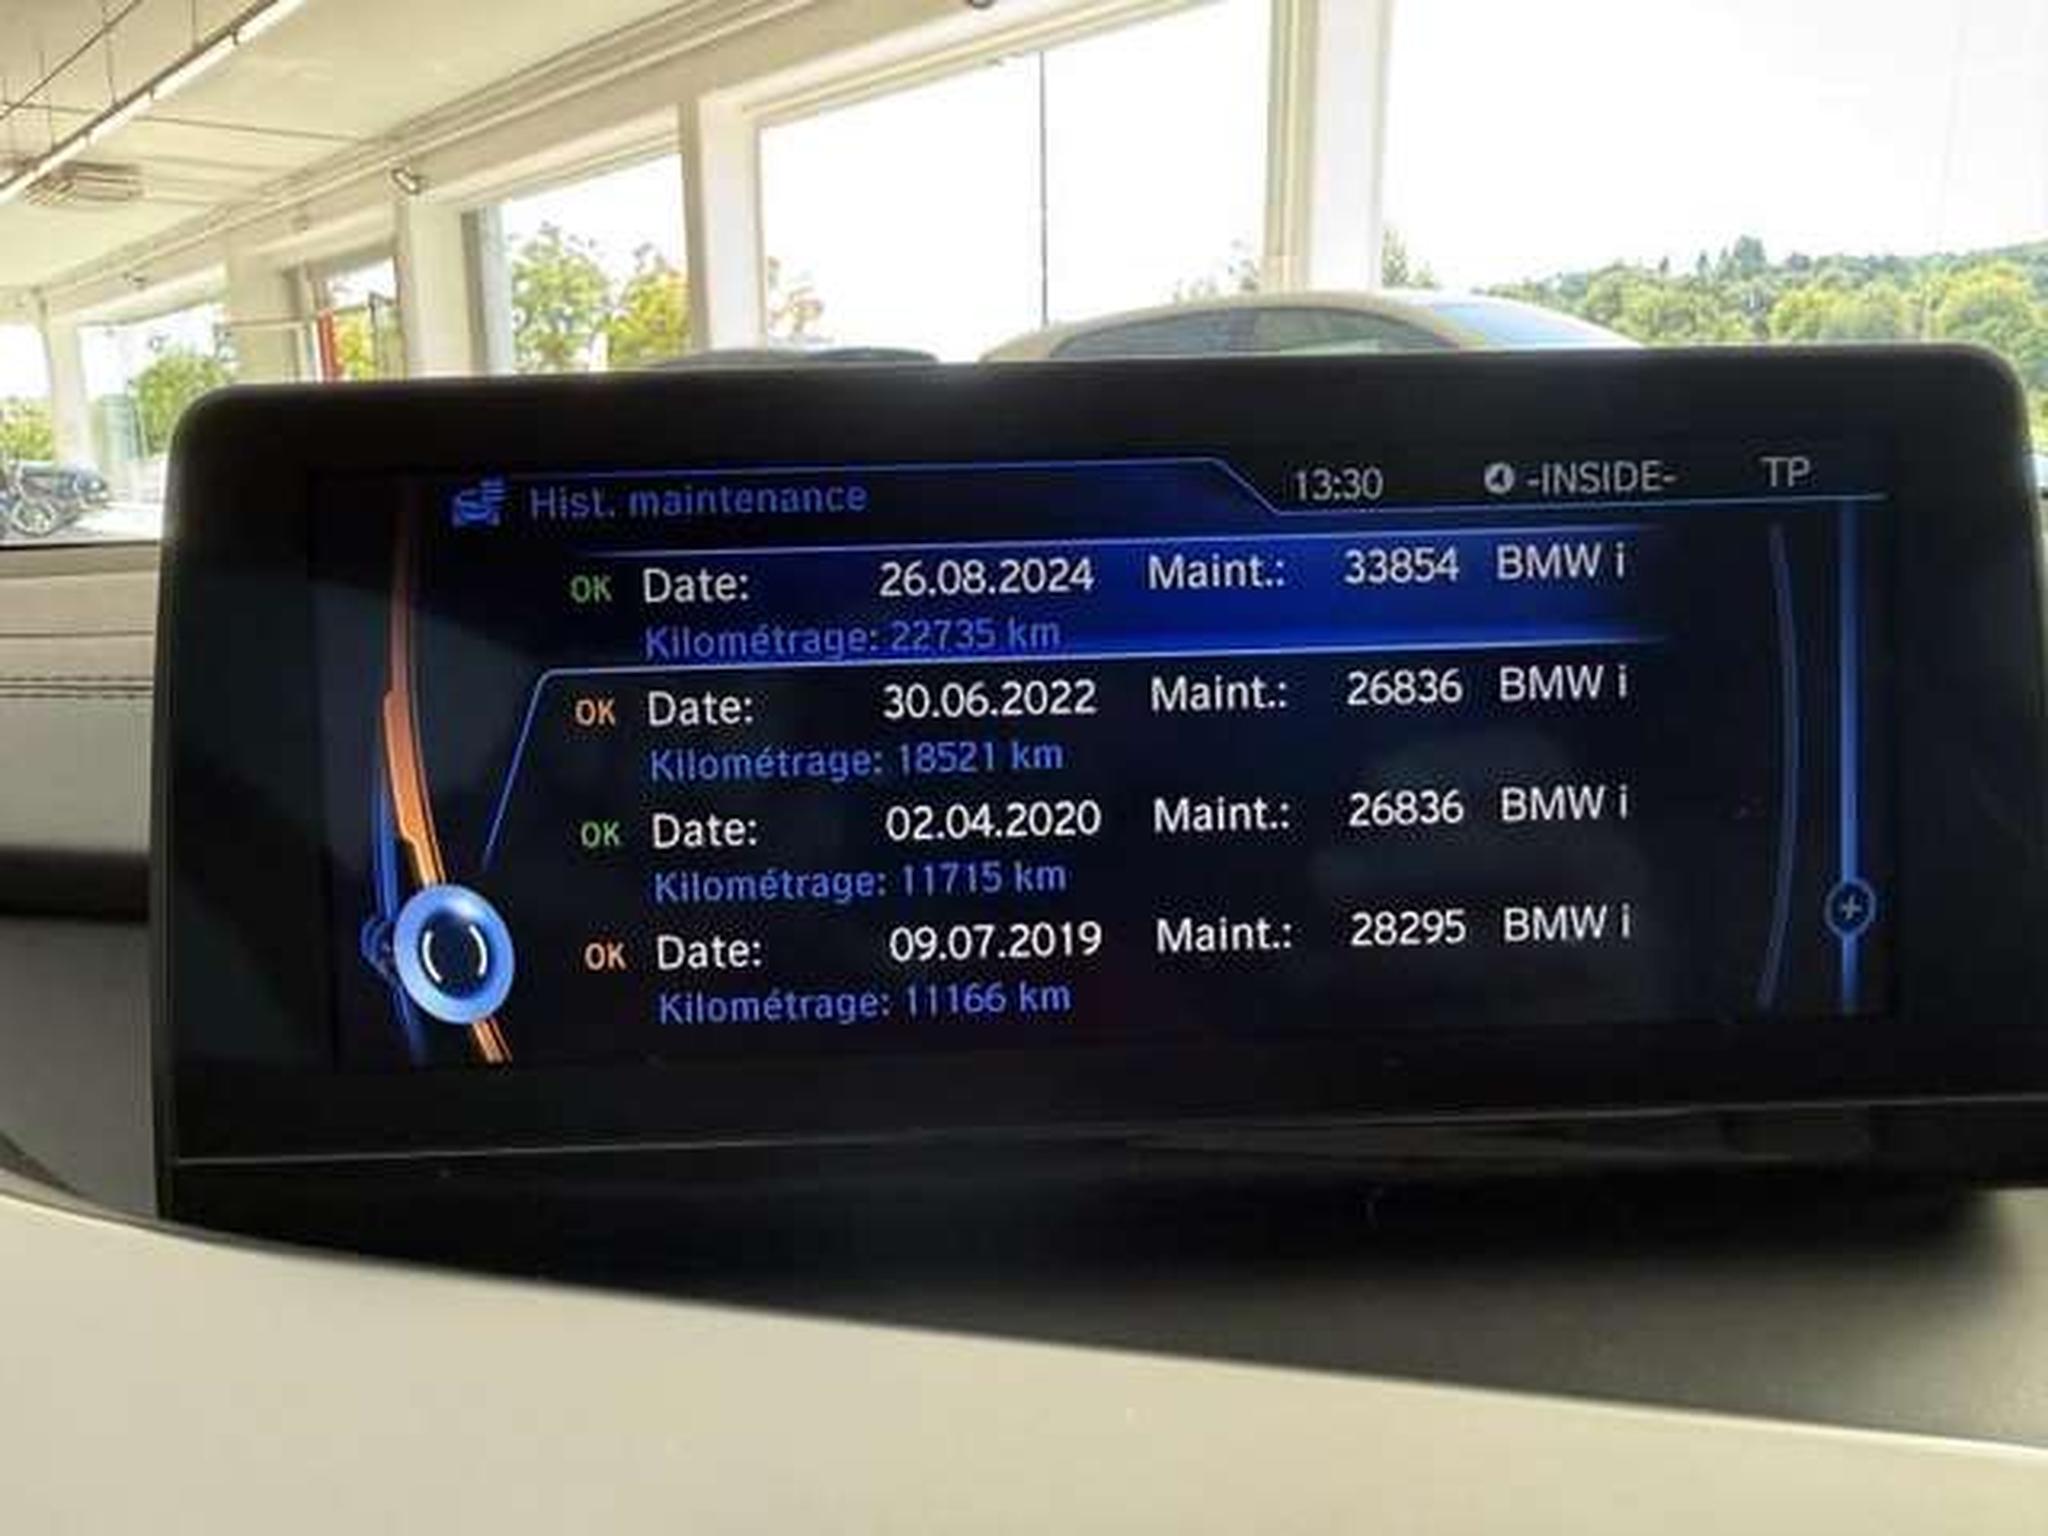 Hist. maintenance 13:30 -INSIDE- TP
OK Date: 26.08.2024 Maint.: 33854 BMW i
Kilométrage: 22735 km
OK Date: 30.06.2022 Maint.: 26836 BMW i
Kilométrage: 18521 km
OK Date: 02.04.2020 Maint.: 26836 BMW i
Kilométrage: 11715 km
OK Date: 09.07.2019 Maint.: 28295 BMW i
Kilométrage: 11166 km